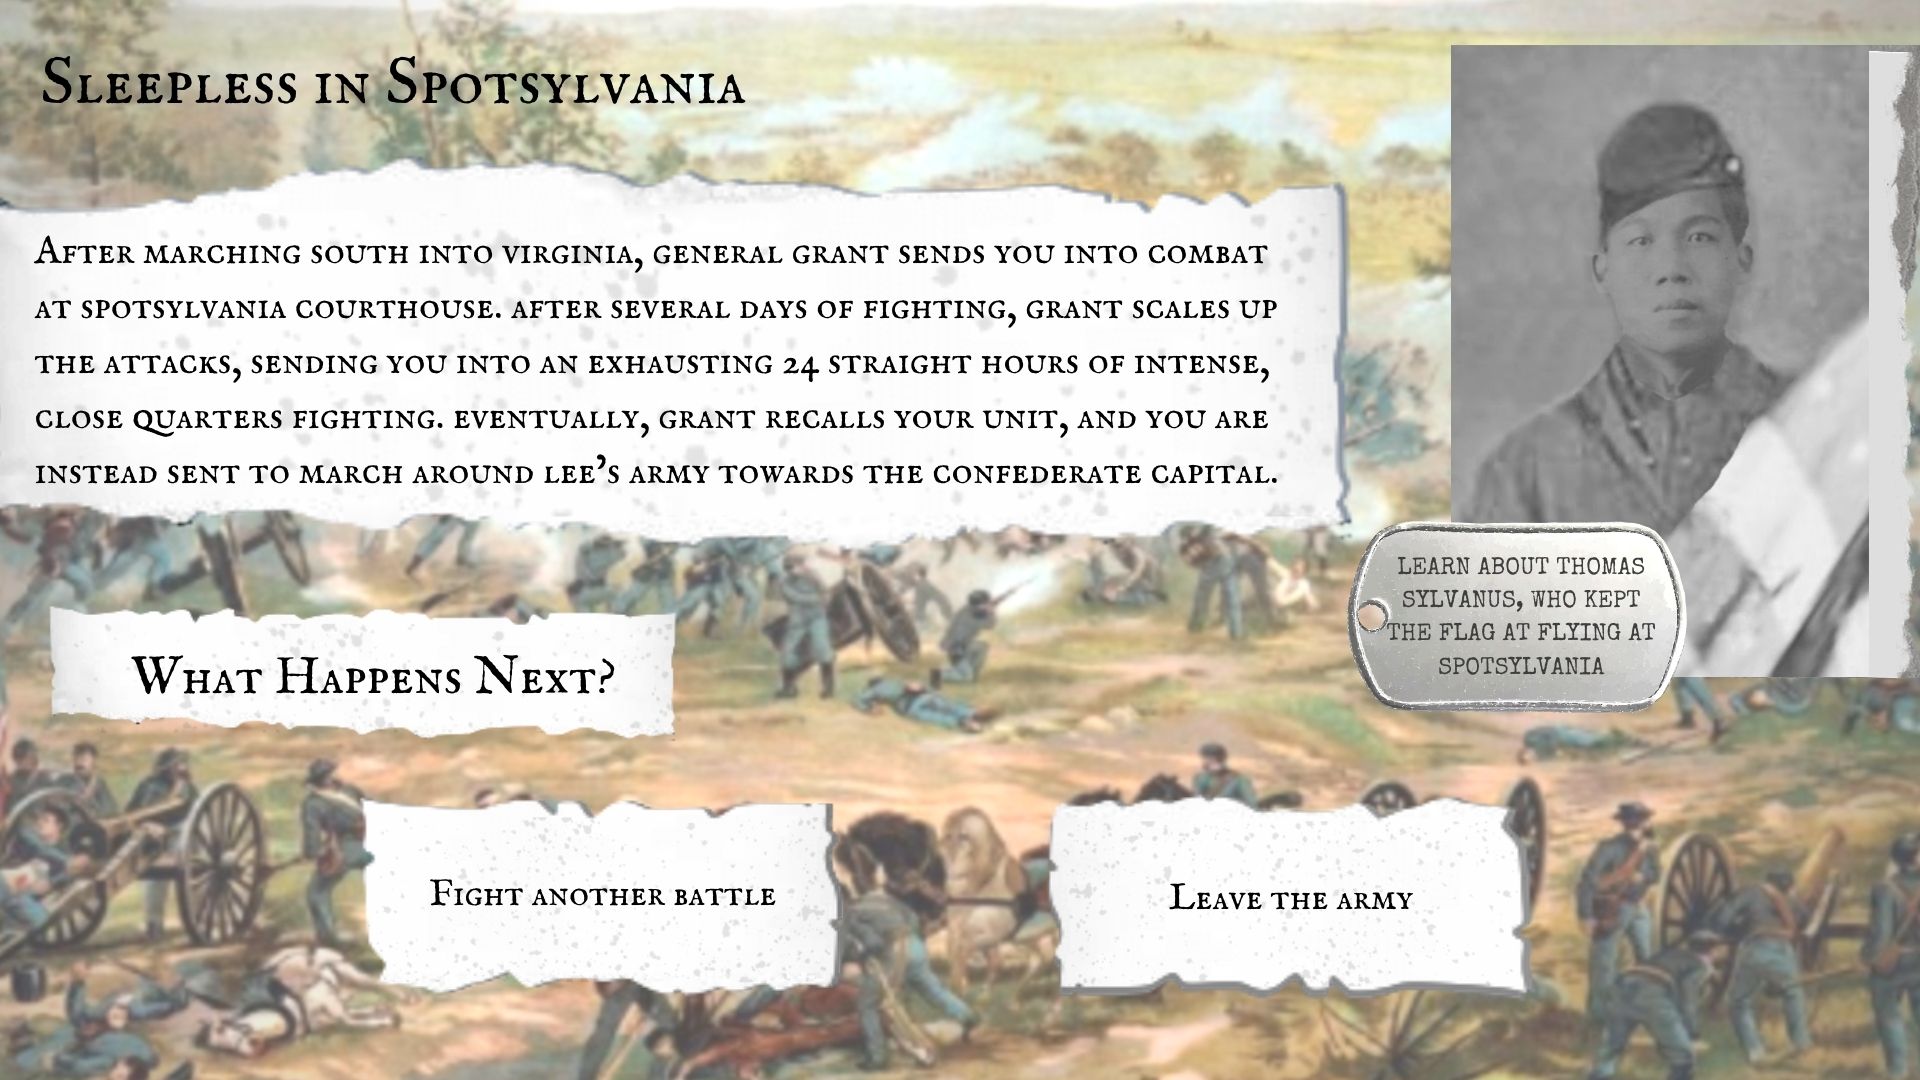 Sleepless in Spotsylvania
After marching south into Virginia, General Grant sends you into combat
at Spotsylvania Courthouse. After several days of fighting, Grant scales up
the attacks, sending you into an exhausting 24 straight hours of intense,
close quarters fighting. Eventually, Grant recalls your unit, and you are
instead sent to march around Lee's army towards the Confederate capital.
LEARN ABOUT THOMAS
SYLVANUS, WHO KEPT
THE FLAG AT FLYING AT
SPOTSYLVANIA
What Happens Next?
Fight another battle
Leave the army